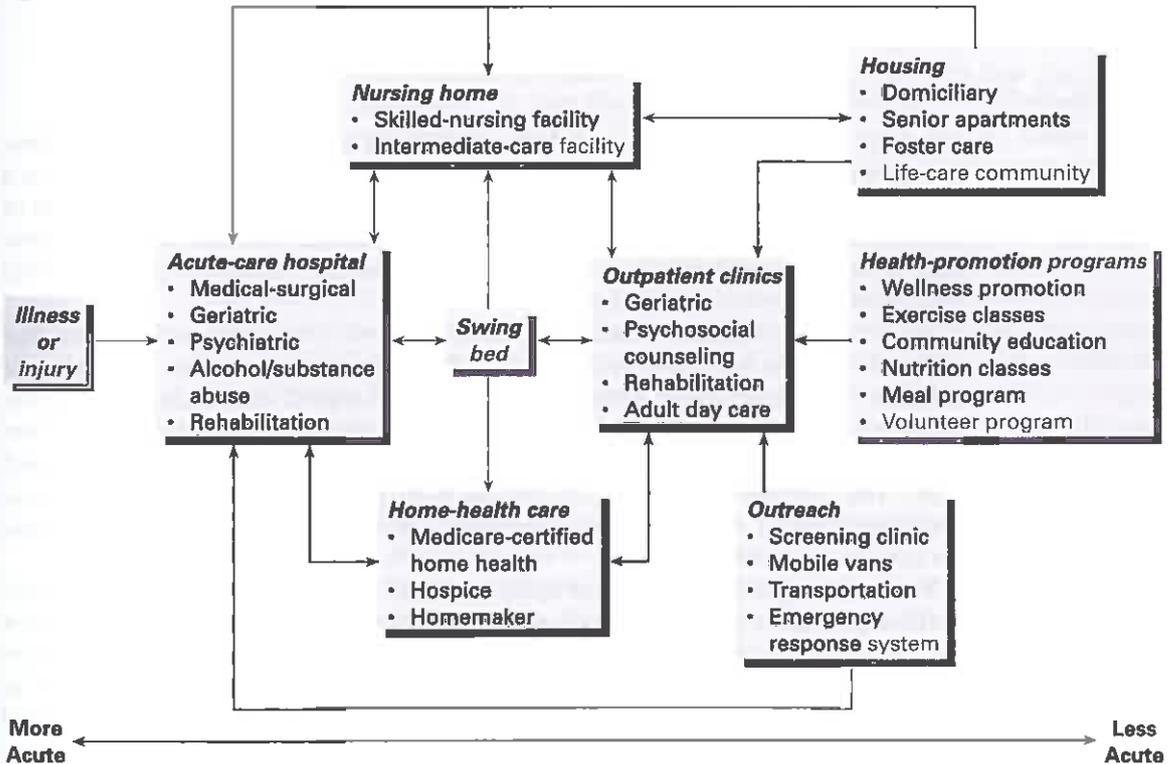 Nursing home
• Skilled-nursing facility
• Intermediate-care facility
Housing
• Domiciliary
• Senior apartments
• Foster care
• Life-care community
Illness
or
injury
Acute-care hospital
• Medical-surgical
• Geriatric
• Psychiatric
• Alcohol/substance
abuse
• Rehabilitation
Swing
bed
Outpatient clinics
• Geriatric
• Psychosocial
counseling
• Rehabilitation
• Adult day care
Health-promotion programs
• Wellness promotion
• Exercise classes
• Community education
• Nutrition classes
• Meal program
• Volunteer program
Home-health care
• Medicare-certified
home health
• Hospice
• Homemaker
Outreach
• Screening clinic
• Mobile vans
• Transportation
• Emergency
response system
More
Acute
Less
Acute